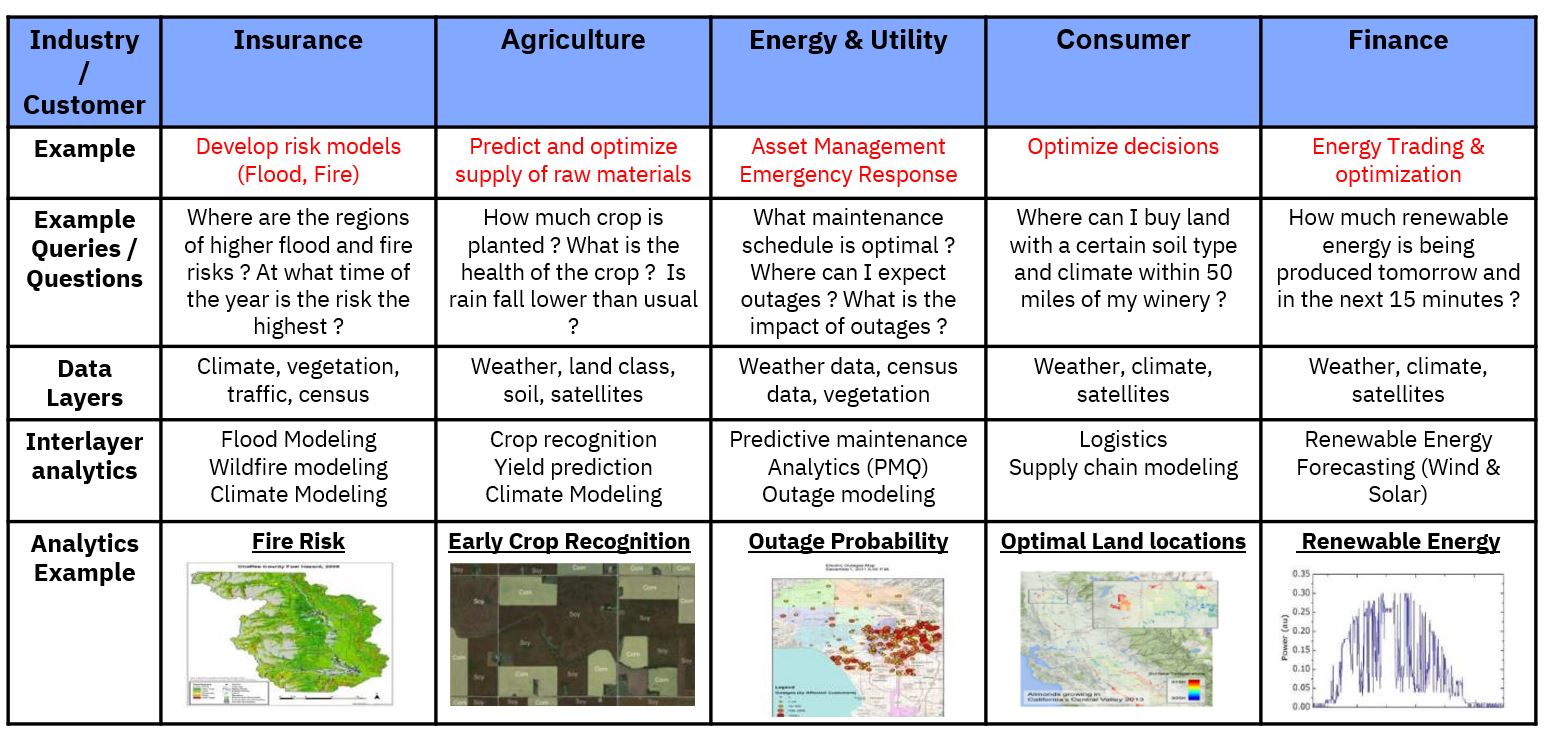 Industry
/
Customer
Insurance
Agriculture
Energy & Utility
Consumer
Finance
Example
Develop risk models
(Flood, Fire)
Predict and optimize
supply of raw materials
Asset Management
Emergency Response
Optimize decisions
Energy Trading &
optimization
Example
Queries /
Questions
Where are the regions
of higher flood and fire
risks ? At what time of
the year is the risk the
highest ?
How much crop is
planted ? What is the
health of the crop ? Is
rain fall lower than usual
?
What maintenance
schedule is optimal ?
Where can I expect
outages ? What is the
impact of outages ?
Where can I buy land
with a certain soil type
and climate within 50
miles of my winery ?
How much renewable
energy is being
produced tomorrow and
in the next 15 minutes ?
Data
Layers
Climate, vegetation,
traffic, census
Weather, land class,
soil, satellites
Weather data, census
data, vegetation
Weather, climate,
satellites
Weather, climate,
satellites
Interlayer
analytics
Flood Modeling
Wildfire modeling
Climate Modeling
Crop recognition
Yield prediction
Climate Modeling
Predictive maintenance
Analytics (PMQ)
Outage modeling
Logistics
Supply chain modeling
Renewable Energy
Forecasting (Wind &
Solar)
Analytics
Example
Fire Risk
Early Crop Recognition
Soy
Corn
Corn
Soy
Corn
Soy
Soy
Corn
Soy
Corn
Corn
Soy
Soy
Corn
Outage Probability
Electric Outages Map
Legend
Optimal Land locations
Almonds growing in
California's Central Valley 2013
Renewable Energy
Power (au)
0.35
0.30
0.25
0.20
0.15
0.10
0.05
0.00